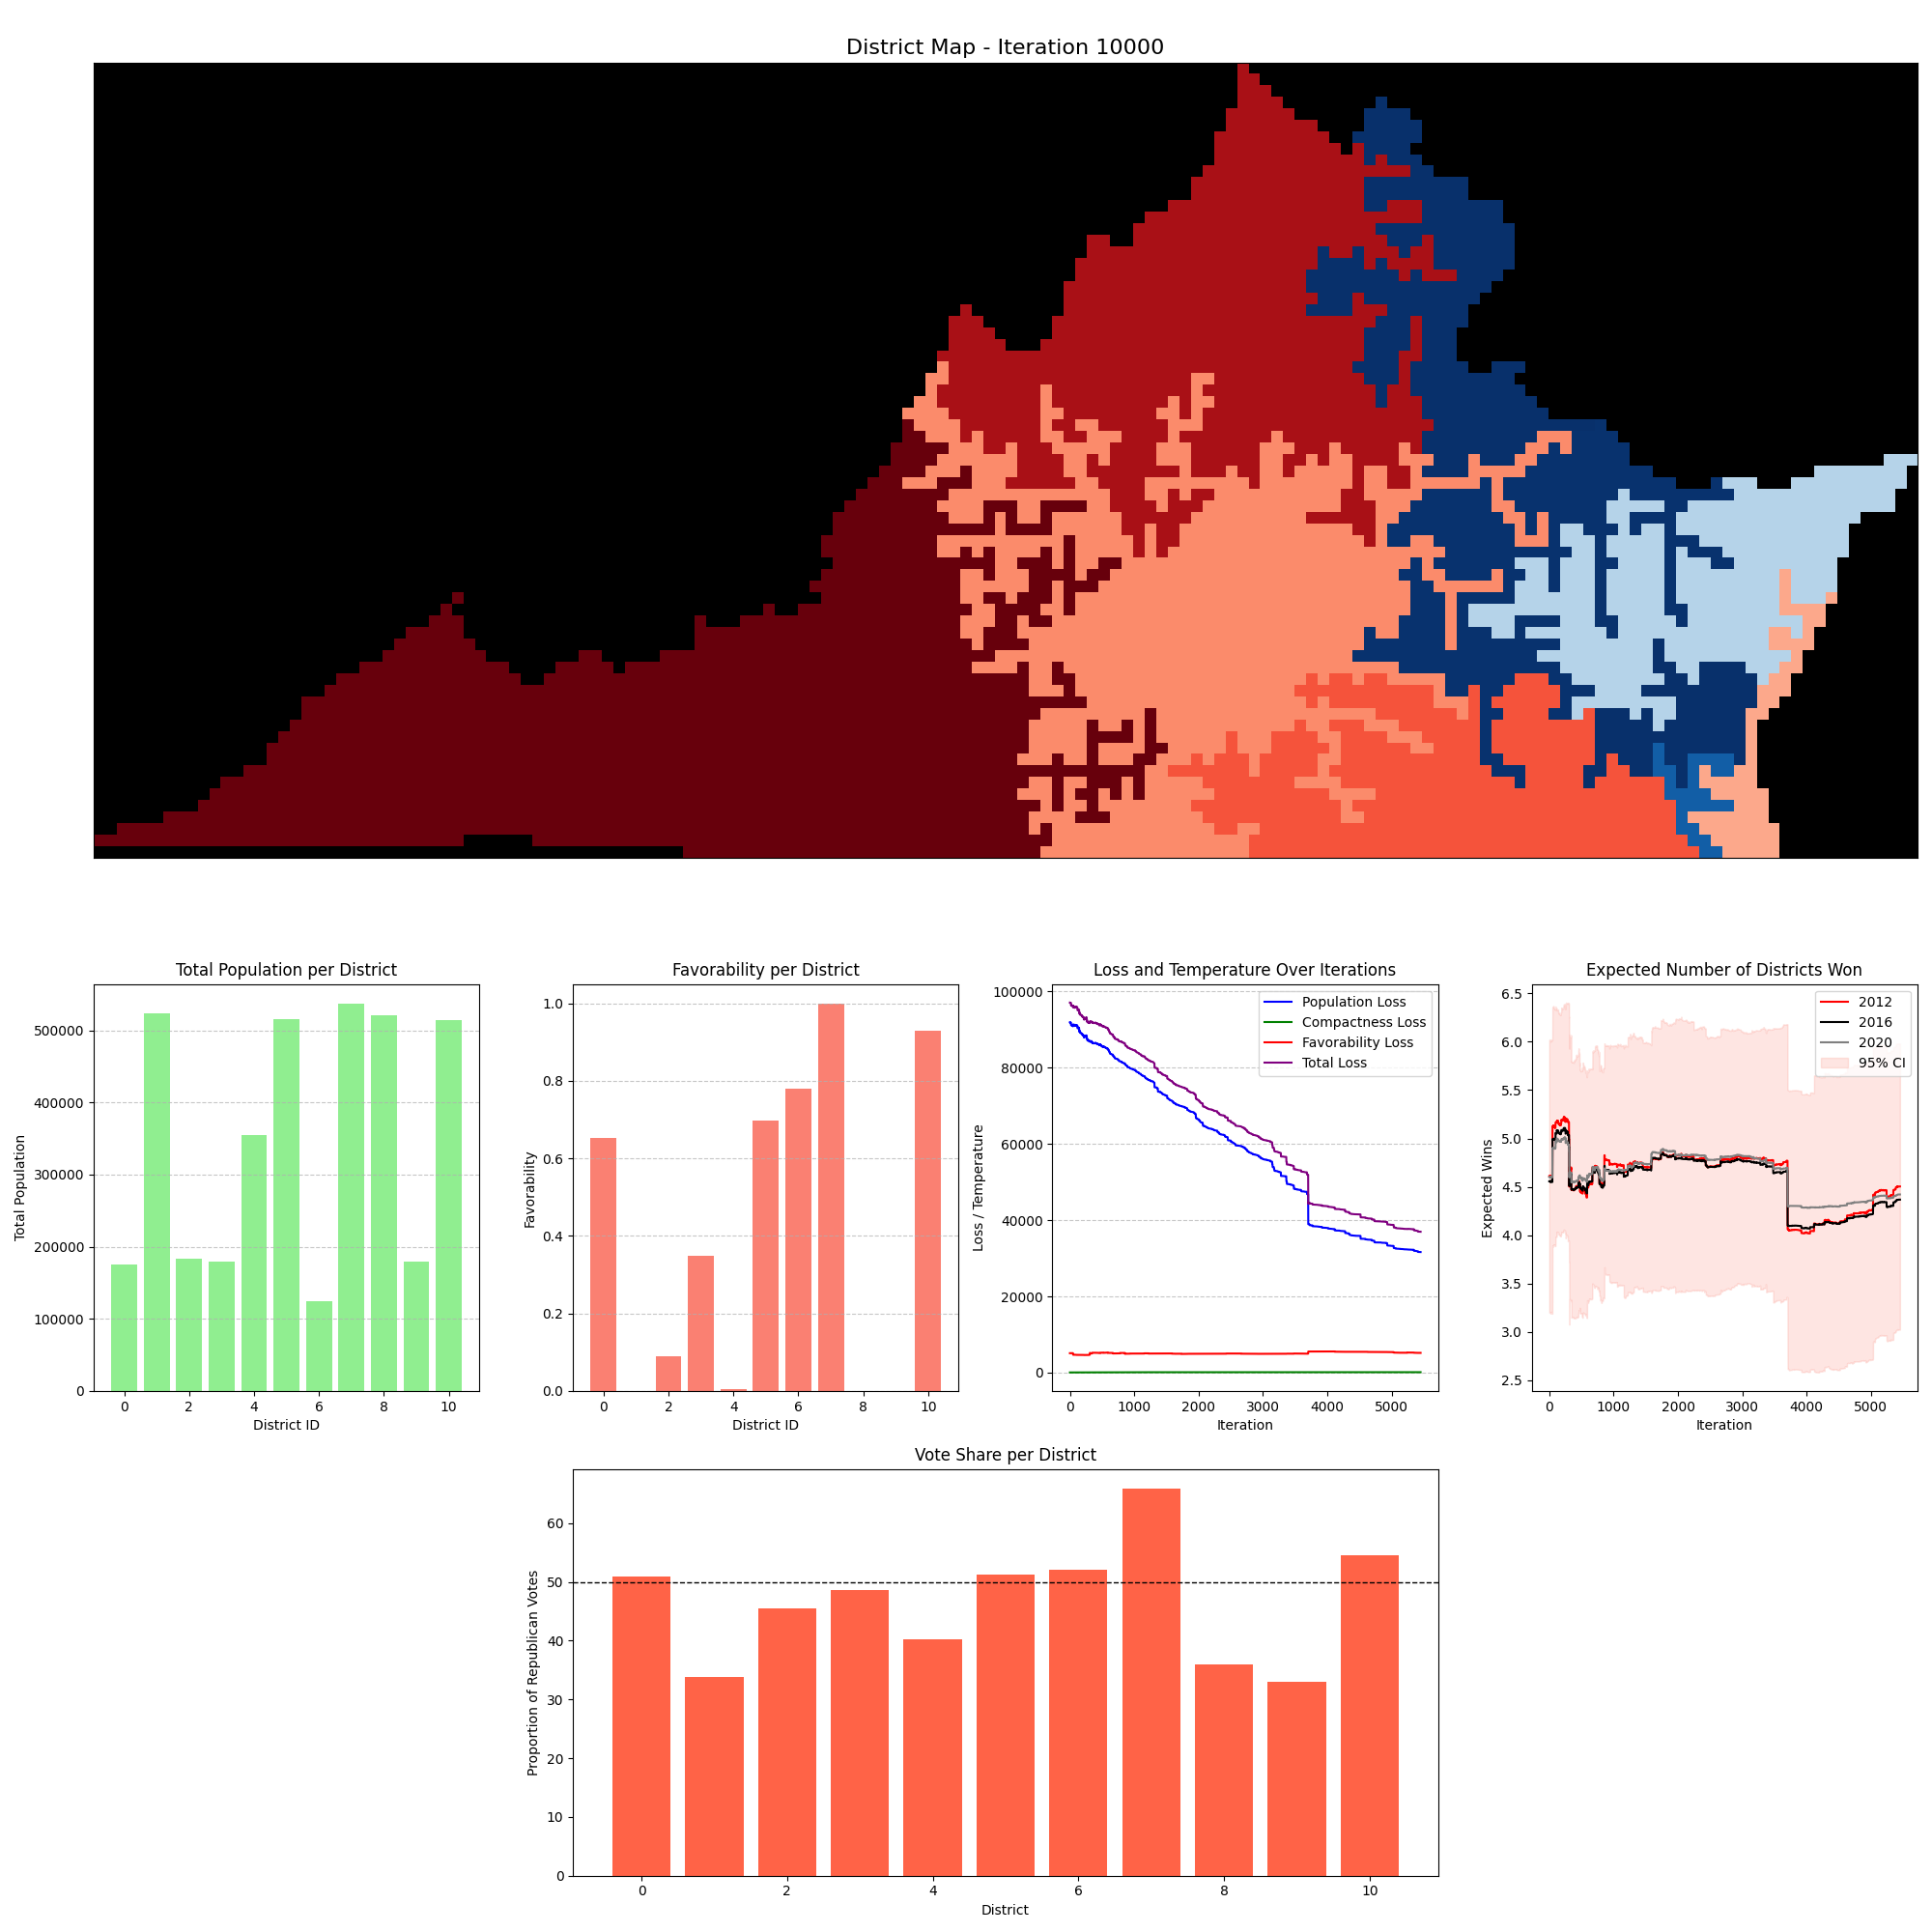 District Map - Iteration 10000
Total Population per District
Total Population
500000
400000
300000
200000
100000
0
0 2 4 6 8 10
District ID
Favorability per District
Favorability
1.0
0.8
0.6
0.4
0.2
0.0
0 2 4 6 8 10
District ID
Loss and Temperature Over Iterations
Loss / Temperature
100000
80000
60000
40000
20000
0
Population Loss
Compactness Loss
Favorability Loss
Total Loss
0 1000 2000 3000 4000 5000
Iteration
Expected Number of Districts Won
Expected Wins
6.5
6.0
5.5
5.0
4.5
4.0
3.5
3.0
2.5
2012
2016
2020
95% CI
0 1000 2000 3000 4000 5000
Iteration
Vote Share per District
Proportion of Republican Votes
60
50
40
30
20
10
0
0 2 4 6 8 10
District